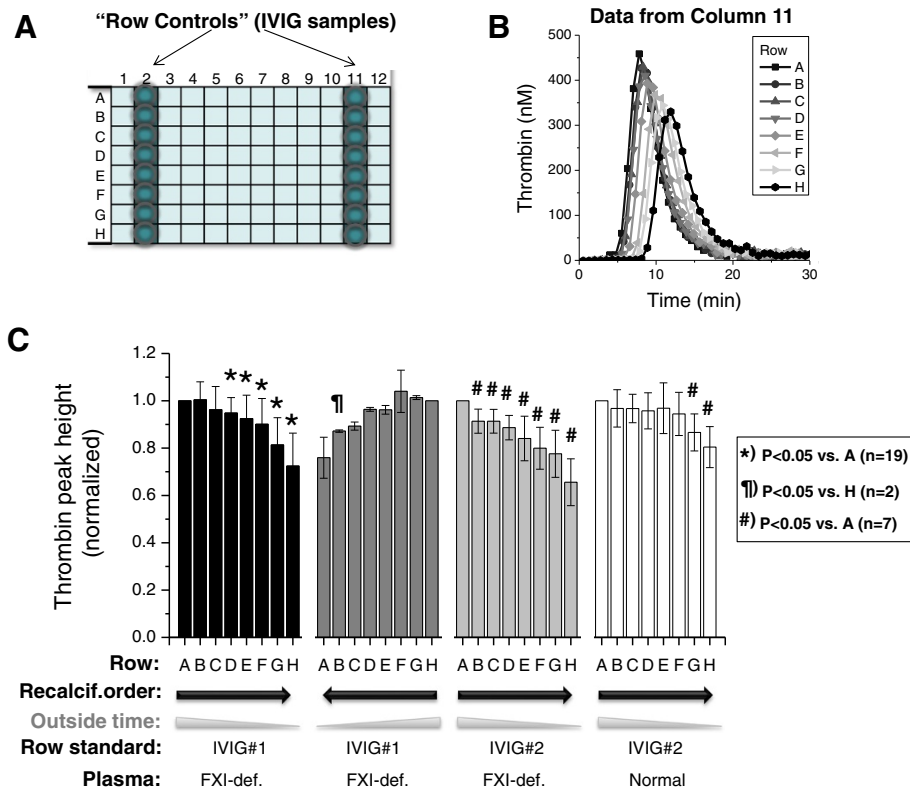 A
“Row Controls” (IVIG samples)
1 2 3 4 5 6 7 8 9 10 11 12
A
B
C
D
E
F
G
H
B
Data from Column 11
Thrombin (nM)
500
400
300
200
100
0
0 10 20 30
Time (min)
Row
A
B
C
D
E
F
G
H
C
Thrombin peak height
(normalized)
1.2
1.0
0.8
0.6
0.4
0.2
0.0
* * * * *
¶
# # # # # # #
# #
*) P<0.05 vs. A (n=19)
¶) P<0.05 vs. H (n=2)
#) P<0.05 vs. A (n=7)
Row: A B C D E F G H A B C D E F G H A B C D E F G H A B C D E F G H
Recalcif.order:
Outside time:
Row standard: IVIG#1 IVIG#1 IVIG#2 IVIG#2
Plasma: FXI-def. FXI-def. FXI-def. Normal